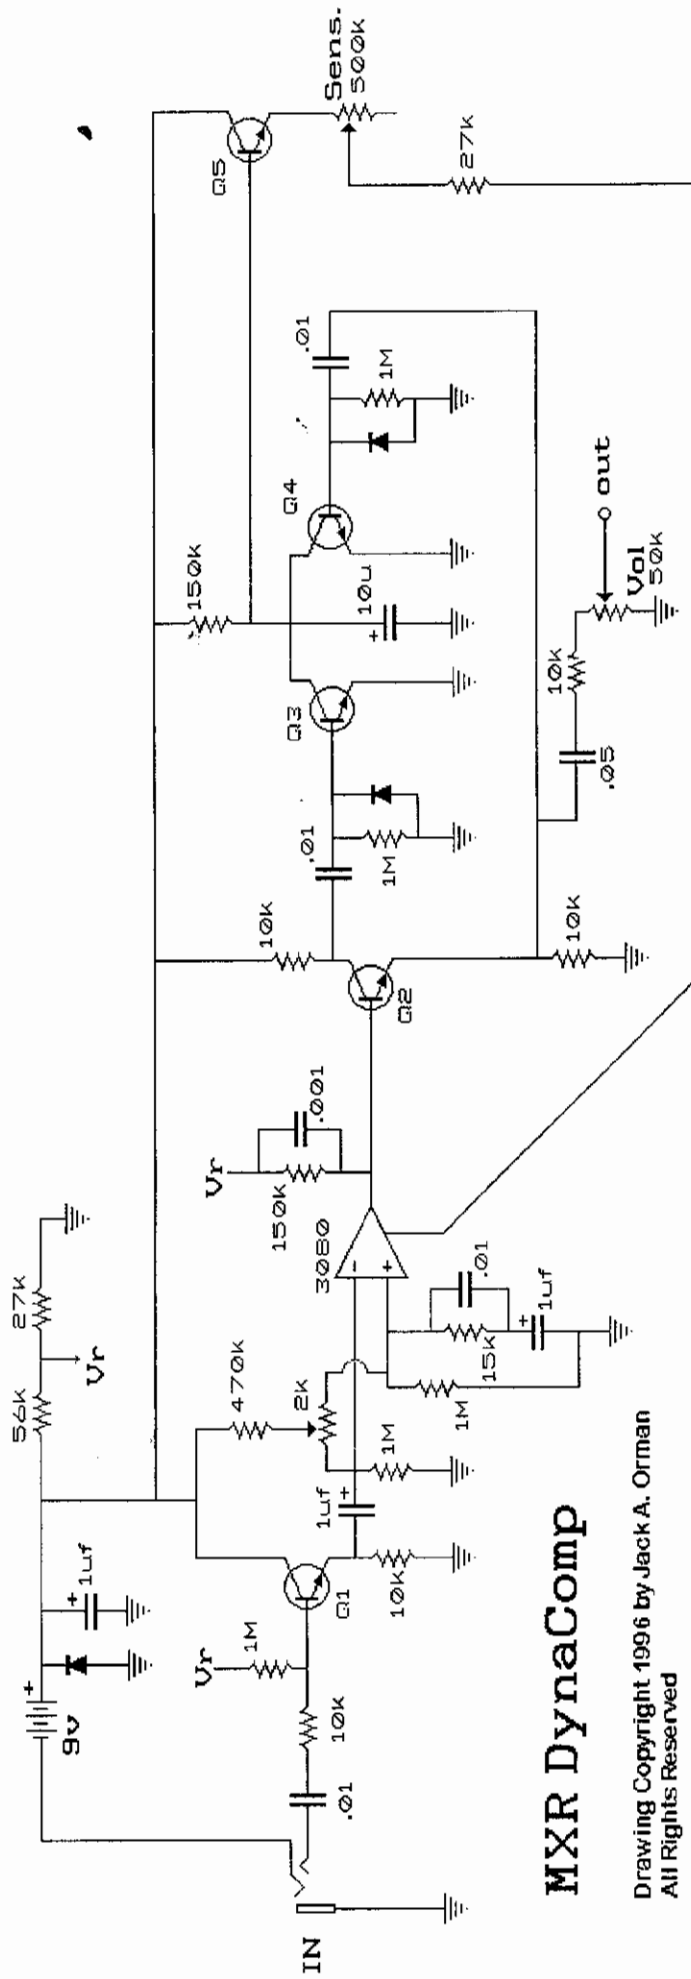 9v
+
1uf
+
56k
27k
Vr
IN
.01
10k
Vr
1M
Q1
10k
1uf
+
470k
2k
1M
1M
15k
.01
1uf
+
3080
-
+
Vr
150k
.001
Q2
10k
10k
.01
1M
Q3
150k
10u
+
Q4
1M
.01
Q5
Sens.
500k
27k
.05
10k
Vol
50k
out
MXR DynaComp
Drawing Copyright 1996 by Jack A. Orman
All Rights Reserved